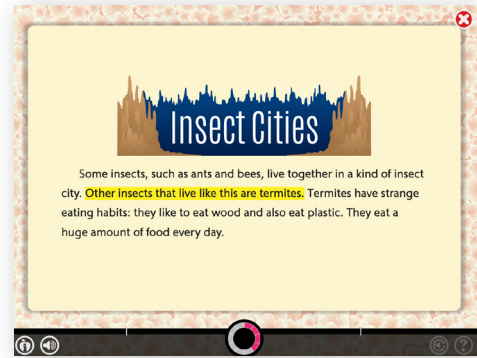 Insect Cities
Some insects, such as ants and bees, live together in a kind of insect
city. Other insects that live like this are termites. Termites have strange
eating habits: they like to eat wood and also eat plastic. They eat a
huge amount of food every day.